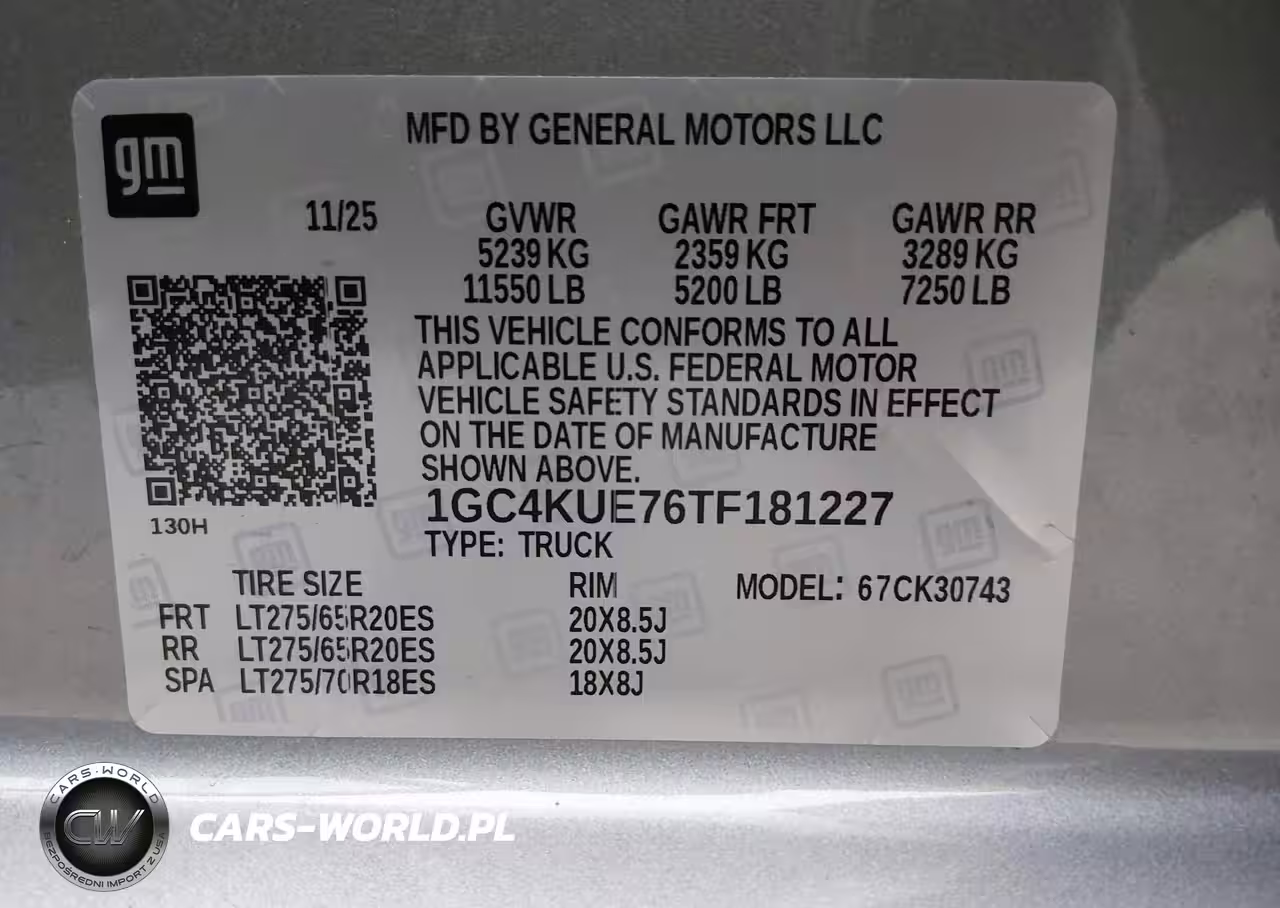 gm
MFD BY GENERAL MOTORS LLC
11/25 GVWR GAWR FRT GAWR RR
5239 KG 2359 KG 3289 KG
11550 LB 5200 LB 7250 LB
THIS VEHICLE CONFORMS TO ALL
APPLICABLE U.S. FEDERAL MOTOR
VEHICLE SAFETY STANDARDS IN EFFECT
ON THE DATE OF MANUFACTURE
SHOWN ABOVE.
130H
1GC4KUE76TF181227
TYPE: TRUCK
TIRE SIZE RIM MODEL: 67CK30743
FRT LT275/65R20ES 20X8.5J
RR LT275/65R20ES 20X8.5J
SPA LT275/70R18ES 18X8J
CARS-WORLD
CW
BEZPOŚREDNI IMPORT Z USA
CARS-WORLD.PL